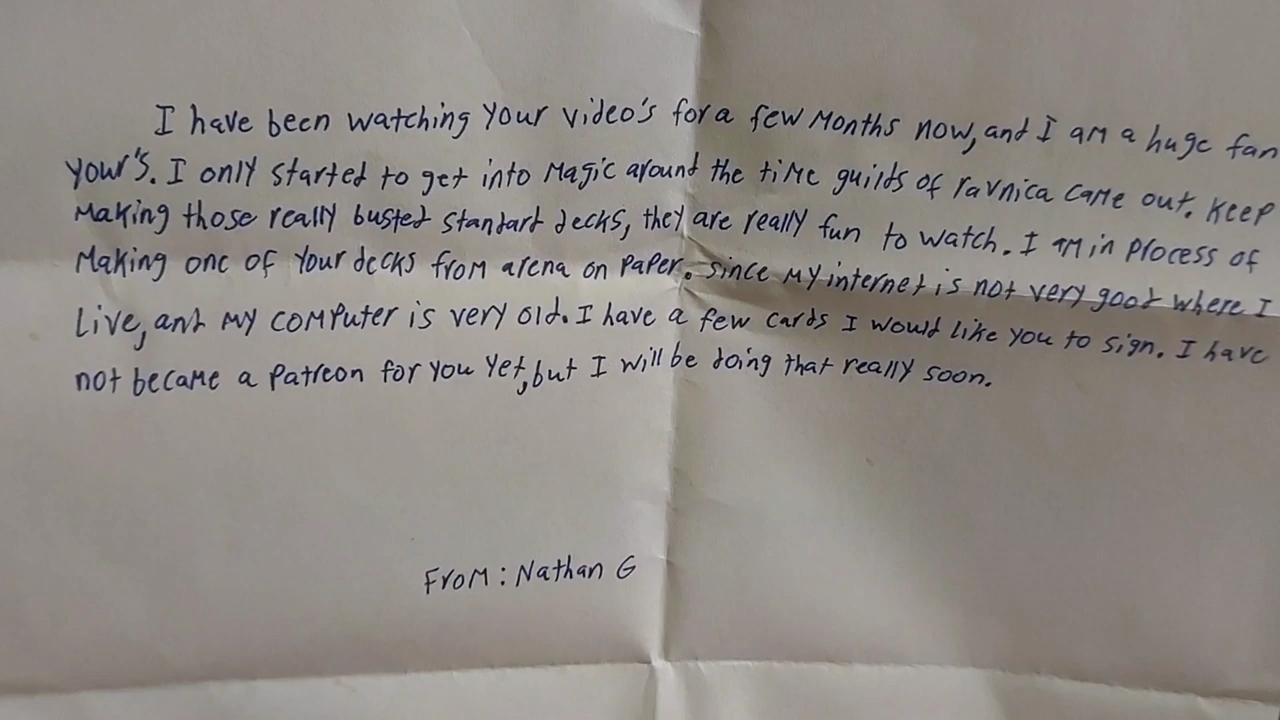 I have been watching your video's for a few Months now, and I am a huge fan
your's. I only started to get into Magic around the time guilds of ravnica came out. Keep
Making those really busted standard decks, they are really fun to watch. I am in process of
Making one of your decks from arena on paper. since my internet is not very good where I
Live, and my computer is very old. I have a few cards I would like you to sign. I have
not became a Patreon for you yet, but I will be doing that really soon.
From: Nathan G